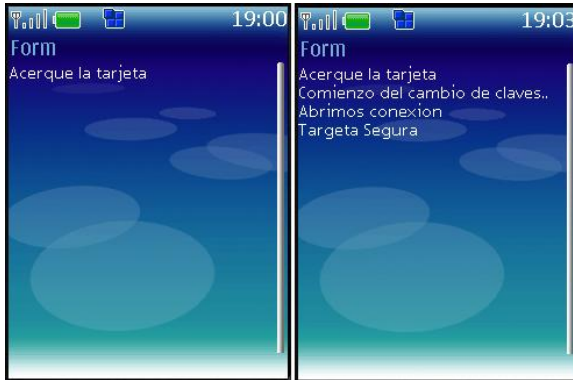 19:00
Form
Acerque la tarjeta
19:03
Form
Acerque la tarjeta
Comienzo del cambio de claves..
Abrimos conexion
Targeta Segura